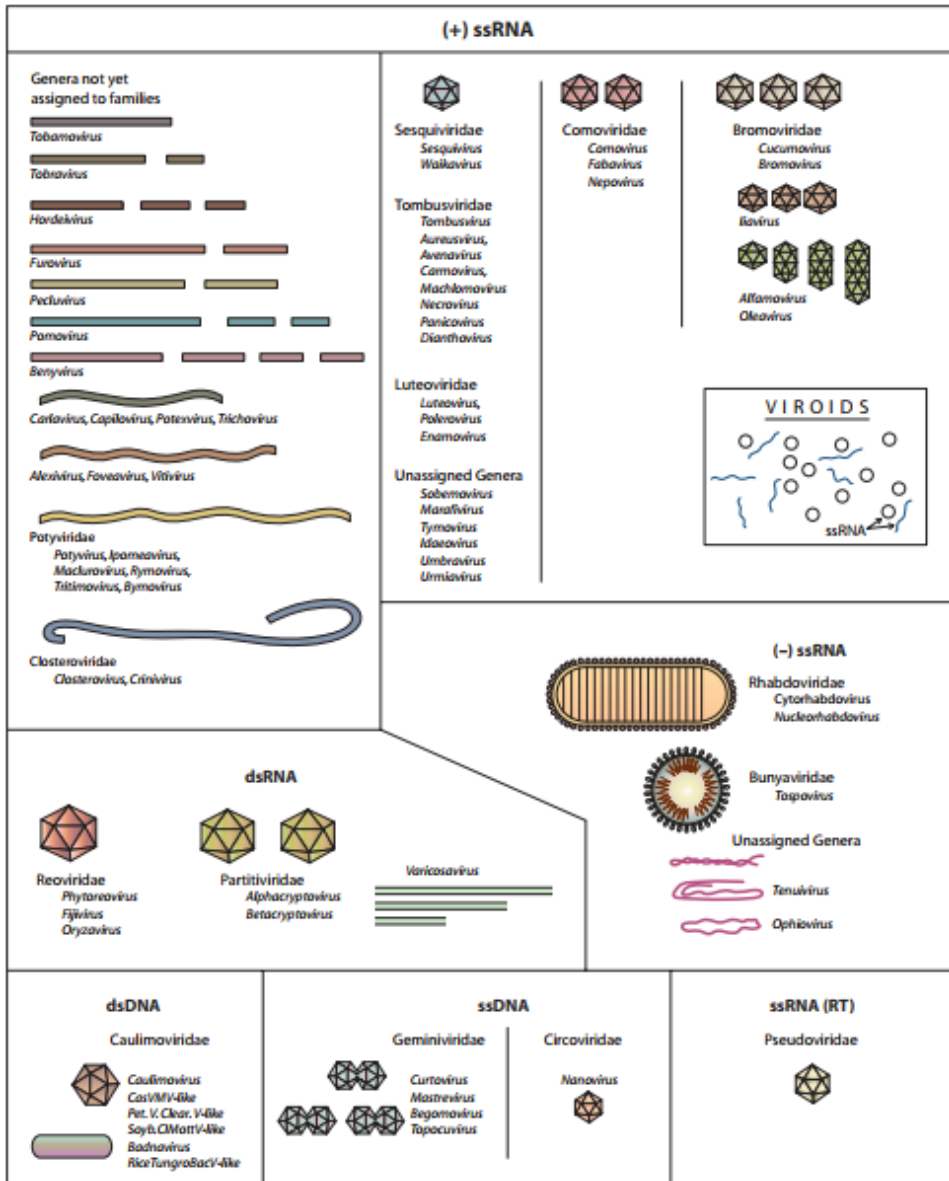 (+) ssRNA
Genera not yet
assigned to families
Tobamovirus
Tobravirus
Hordeivirus
Furovirus
Pecluvirus
Pomovirus
Benyvirus
Carlavirus, Capilovirus, Potexvirus, Trichovirus
Alexivirus, Foveavirus, Vitivirus
Potyviridae
Potyvirus, Ipomeavirus,
Macluravirus, Rymovirus,
Tritimovirus, Bymovirus
Closteroviridae
Closterovirus, Crinivirus
Sesquiviridae
Sesquivirus
Waikavirus
Tombusviridae
Tombusvirus
Aureusvirus,
Avenavirus
Carmovirus,
Machlomovirus
Necrovirus
Panicovirus
Dianthovirus
Luteoviridae
Luteovirus,
Polerovirus
Enamovirus
Unassigned Genera
Sobemovirus
Marafivirus
Tymovirus
Idaeovirus
Umbravirus
Urmiavirus
Comoviridae
Comovirus
Fabavirus
Nepovirus
Bromoviridae
Cucumovirus
Bromovirus
Ilavirus
Alfamovirus
Oleavirus
VIROIDS
ssRNA
(–) ssRNA
Rhabdoviridae
Cytorhabdovirus
Nucleorhabdovirus
Bunyaviridae
Tospovirus
Unassigned Genera
Tenuivirus
Ophiovirus
dsRNA
Reoviridae
Phytoreovirus
Fijivirus
Oryzavirus
Partitiviridae
Alphacryptovirus
Betacryptovirus
Varicosavirus
dsDNA
Caulimoviridae
Caulimovirus
CasVMV-like
Pet. V. Clear. V-like
Soyb.ClMottV-like
Badnavirus
RiceTungroBacV-like
ssDNA
Geminiviridae
Curtovirus
Mastrevirus
Begomovirus
Topocuvirus
Circoviridae
Nanovirus
ssRNA (RT)
Pseudoviridae